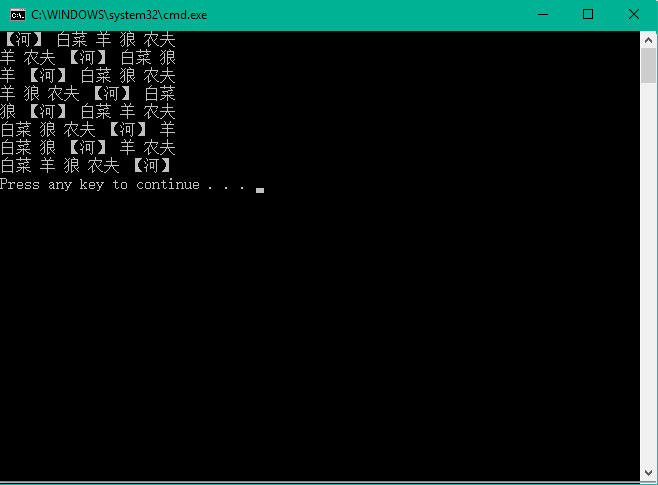 C:\WINDOWS\system32\cmd.exe
【河】 白菜 羊 狼 农夫
羊 农夫 【河】 白菜 狼
羊 【河】 白菜 狼 农夫
羊 狼 农夫 【河】 白菜
狼 【河】 白菜 羊 农夫
白菜 狼 农夫 【河】 羊
白菜 狼 【河】 羊 农夫
白菜 羊 狼 农夫 【河】
Press any key to continue . . .